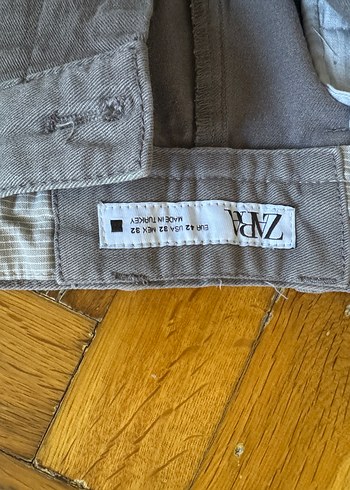 ZARA
EUR 42 USA 32 MEX 32
MADE IN TURKEY